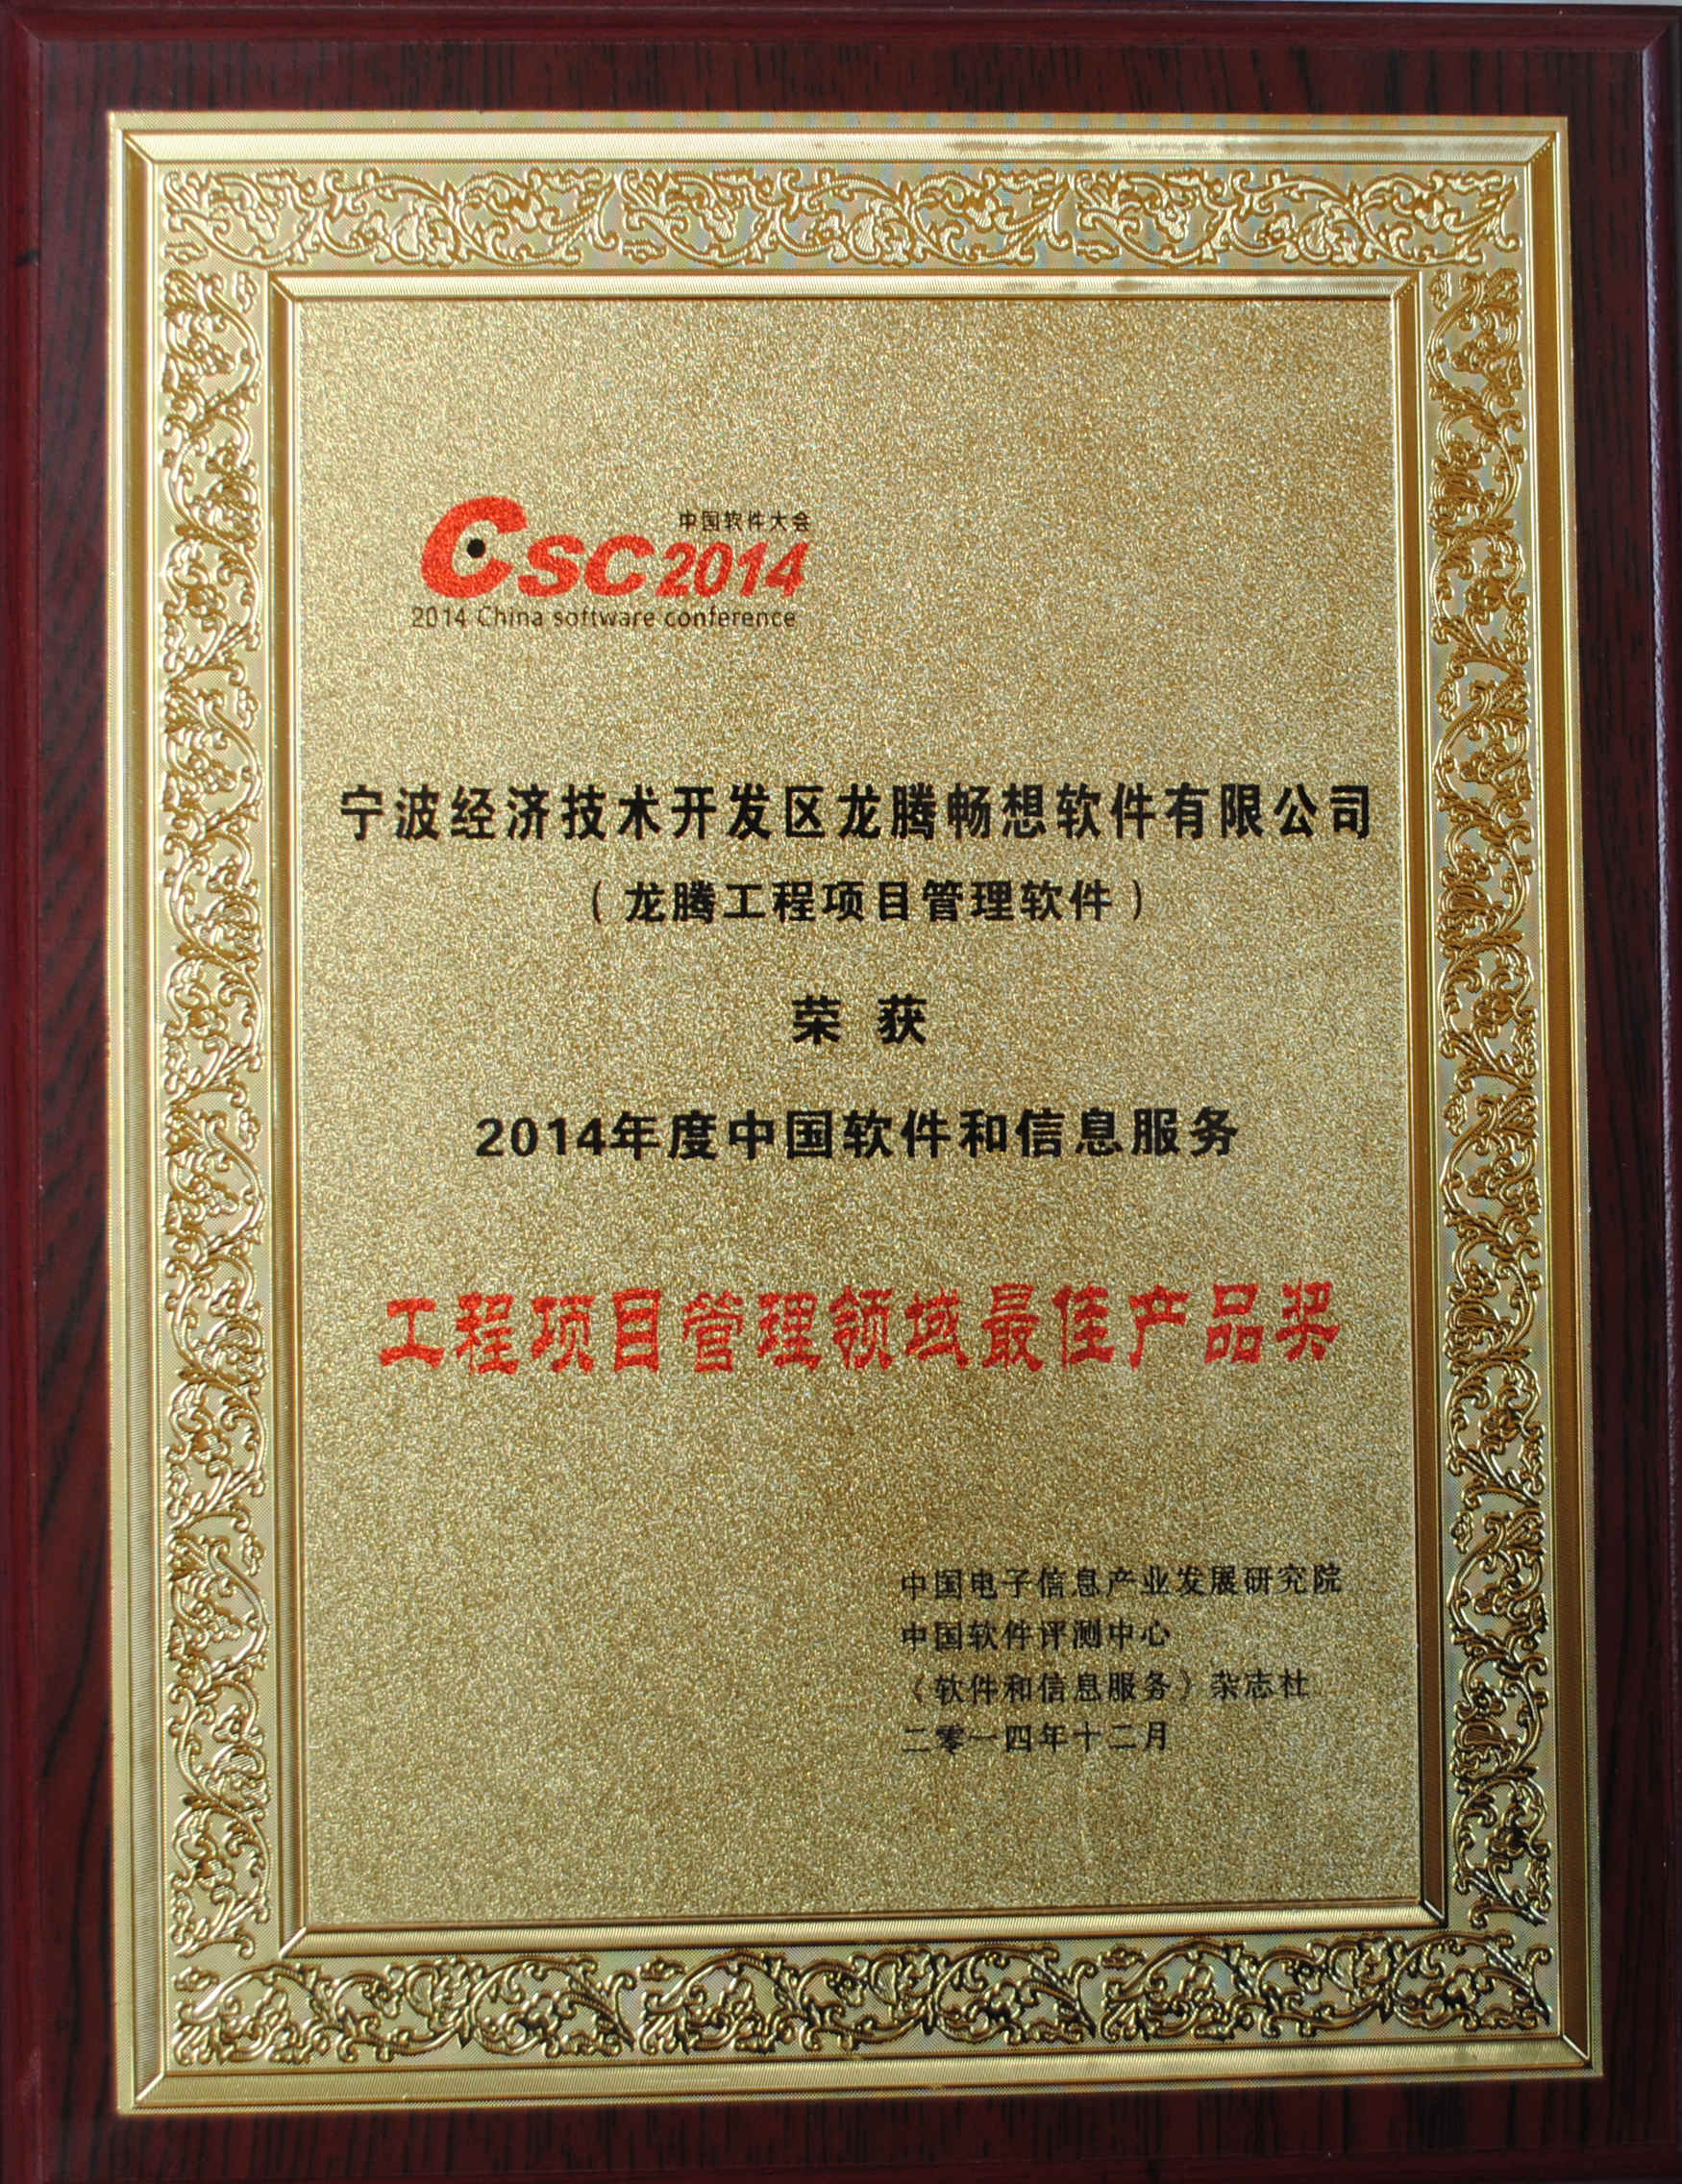 中国软件大会
CSC2014
2014 China software conference
宁波经济技术开发区龙腾畅想软件有限公司
（龙腾工程项目管理软件）
荣 获
2014年度中国软件和信息服务
工程项目管理领域最佳产品奖
中国电子信息产业发展研究院
中国软件评测中心
《软件和信息服务》杂志社
二零一四年十二月